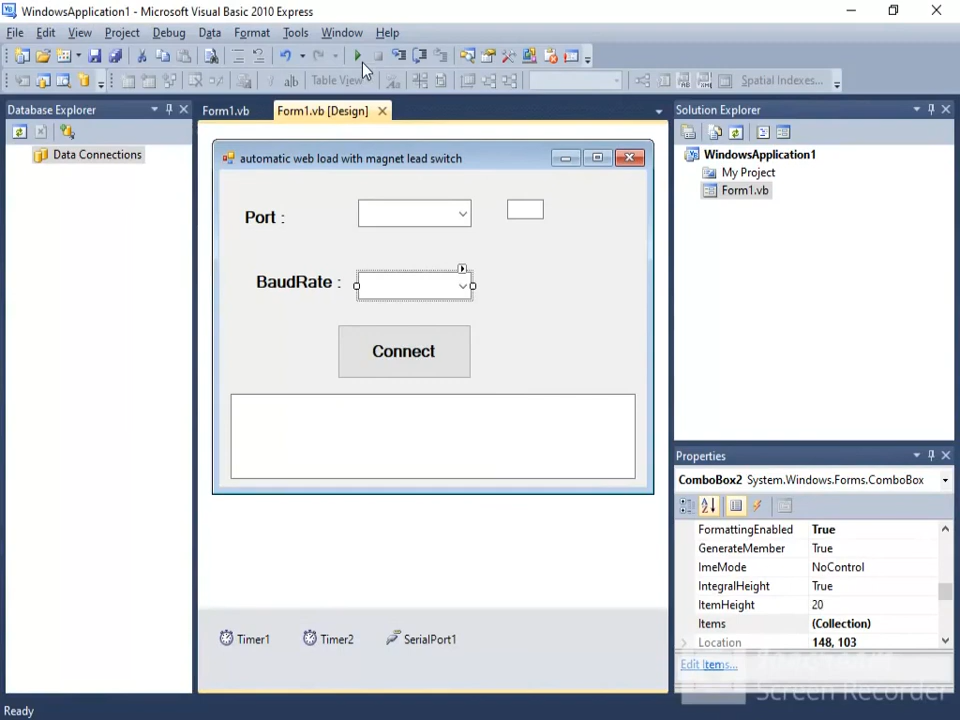 WindowsApplication1 - Microsoft Visual Basic 2010 Express
File Edit View Project Debug Data Format Tools Window Help
ab Table View Spatial Indexes...
Database Explorer
Data Connections
Form1.vb
Form1.vb [Design]
automatic web load with magnet lead switch
Port :
BaudRate :
Connect
Timer1 Timer2 SerialPort1
Solution Explorer
WindowsApplication1
My Project
Form1.vb
Properties
ComboBox2 System.Windows.Forms.ComboBox
FormattingEnabled True
GenerateMember True
ImeMode NoControl
IntegralHeight True
ItemHeight 20
Items (Collection)
Location 148, 103
Edit Items...
Screen Recorder
Ready